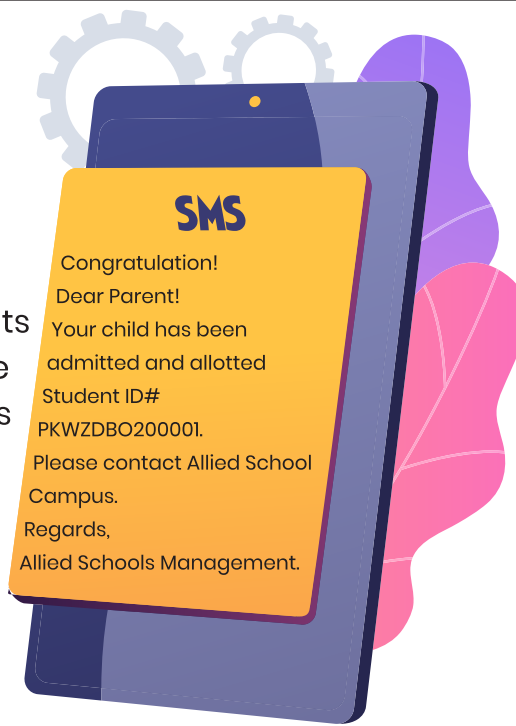 SMS
Congratulation!
Dear Parent!
ts
Your child has been
e
admitted and allotted
Student ID#
s
PKWZDBO200001.
Please contact Allied School
Campus.
Regards,
Allied Schools Management.